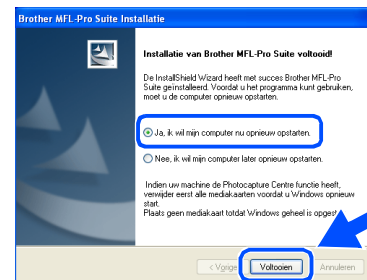 Brother MFL-Pro Suite Installatie
Installatie van Brother MFL-Pro Suite voltooid!
De InstallShield Wizard heeft met succes Brother MFL-Pro
Suite geïnstalleerd. Voordat u het programma kunt gebruiken,
moet u de computer opnieuw opstarten.
Ja, ik wil mijn computer nu opnieuw opstarten.
Nee, ik wil mijn computer later opnieuw opstarten.
Indien uw machine de Photocapture Centre functie heeft,
verwijder eerst alle mediakaarten voordat u Windows opnieuw
start.
Plaats geen mediakaart totdat Windows geheel is
Voltooien Annuleren